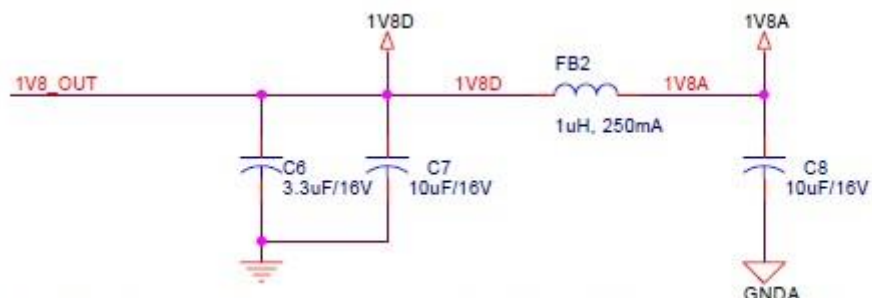 1V8D
1V8A
FB2
1V8_OUT
1V8D
1V8A
1uH, 250mA
C6
3.3uF/16V
C7
10uF/16V
C8
10uF/16V
GNDA